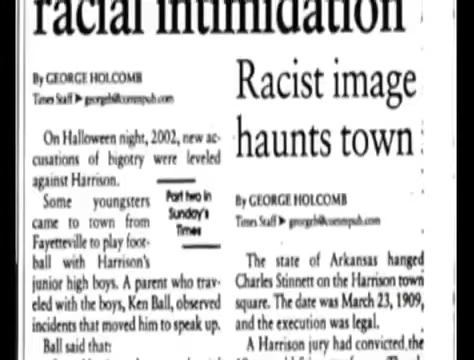 racial intimidation
By GEORGE HOLCOMB
Times Staff
On Halloween night, 2002, new ac-
cusations of bigotry were leveled
against Harrison.
Some youngsters
came to town from
Fayetteville to play foot-
ball with Harrison's
junior high boys. A parent who trav-
eled with the boys, Ken Ball, observed
incidents that moved him to speak up.
Ball said that:
Part two in
Sunday's
Times
Racist image
haunts town
By GEORGE HOLCOMB
Times Staff
The state of Arkansas hanged
Charles Stinnett on the Harrison town
square. The date was March 23, 1909,
and the execution was legal.
A Harrison jury had convicted the